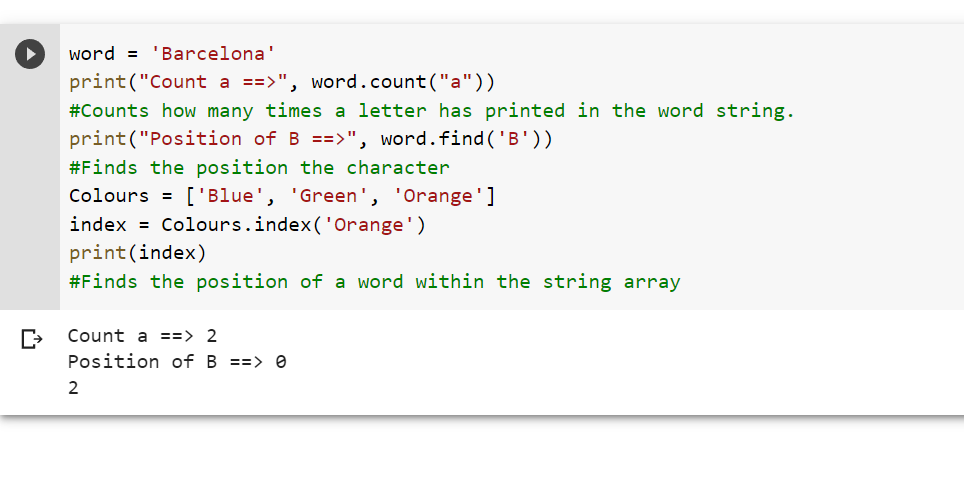 word = 'Barcelona'
print("Count a ==>", word.count("a"))
#Counts how many times a letter has printed in the word string.
print("Position of B ==>", word.find('B'))
#Finds the position the character
Colours = ['Blue', 'Green', 'Orange']
index = Colours.index('Orange')
print(index)
#Finds the position of a word within the string array
Count a ==> 2
Position of B ==> 0
2